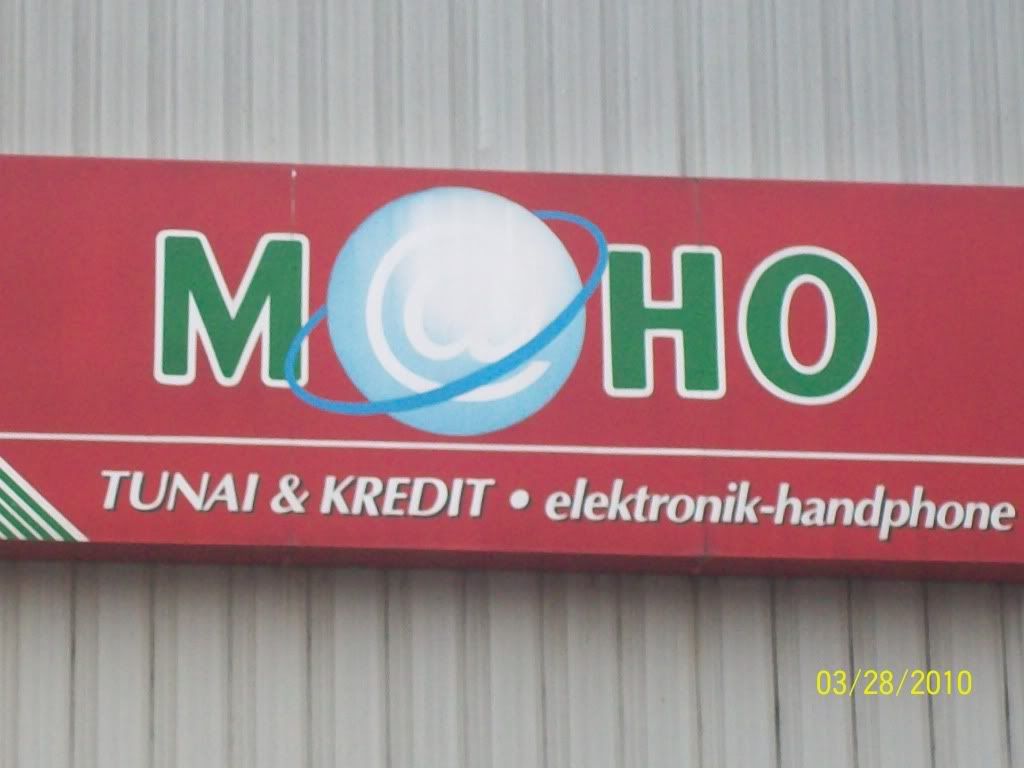 M@HO
TUNAI & KREDIT • elektronik-handphone
03/28/2010